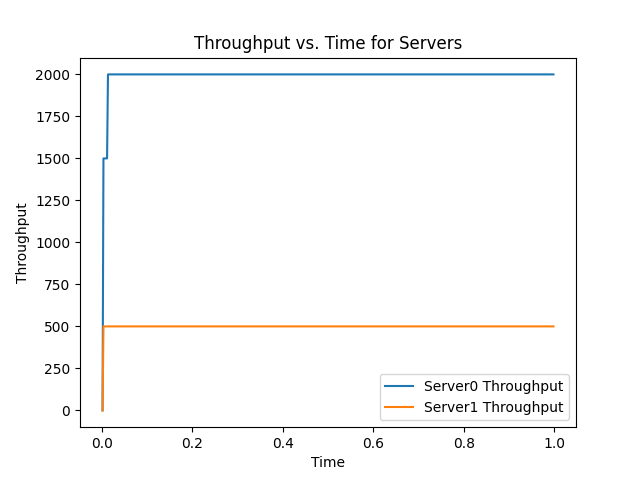 Throughput vs. Time for Servers
2000
1750
1500
1250
1000
750
500
250
0
Throughput
0.0 0.2 0.4 0.6 0.8 1.0
Time
Server0 Throughput
Server1 Throughput